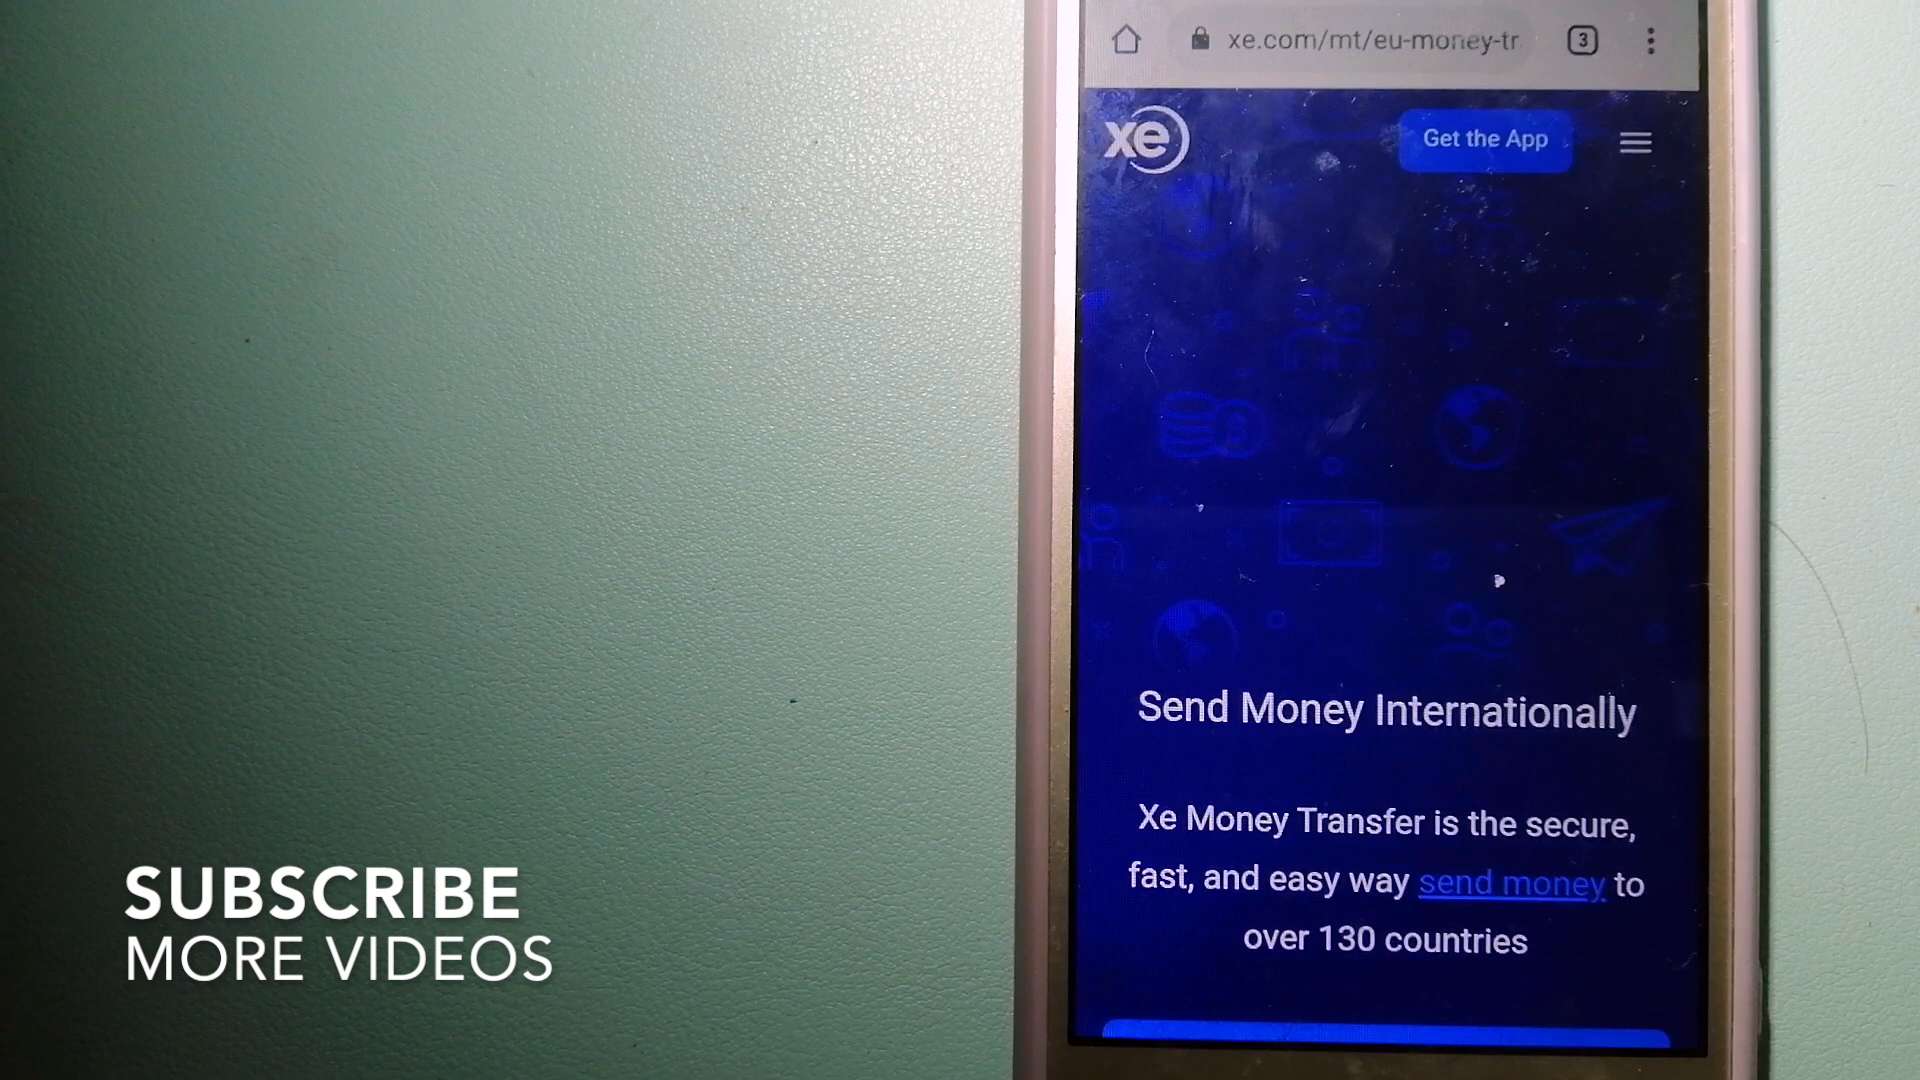 xe.com/mt/eu-money-tr
3
xe
Get the App
Send Money Internationally
Xe Money Transfer is the secure,
fast, and easy way send money to
over 130 countries
SUBSCRIBE
MORE VIDEOS